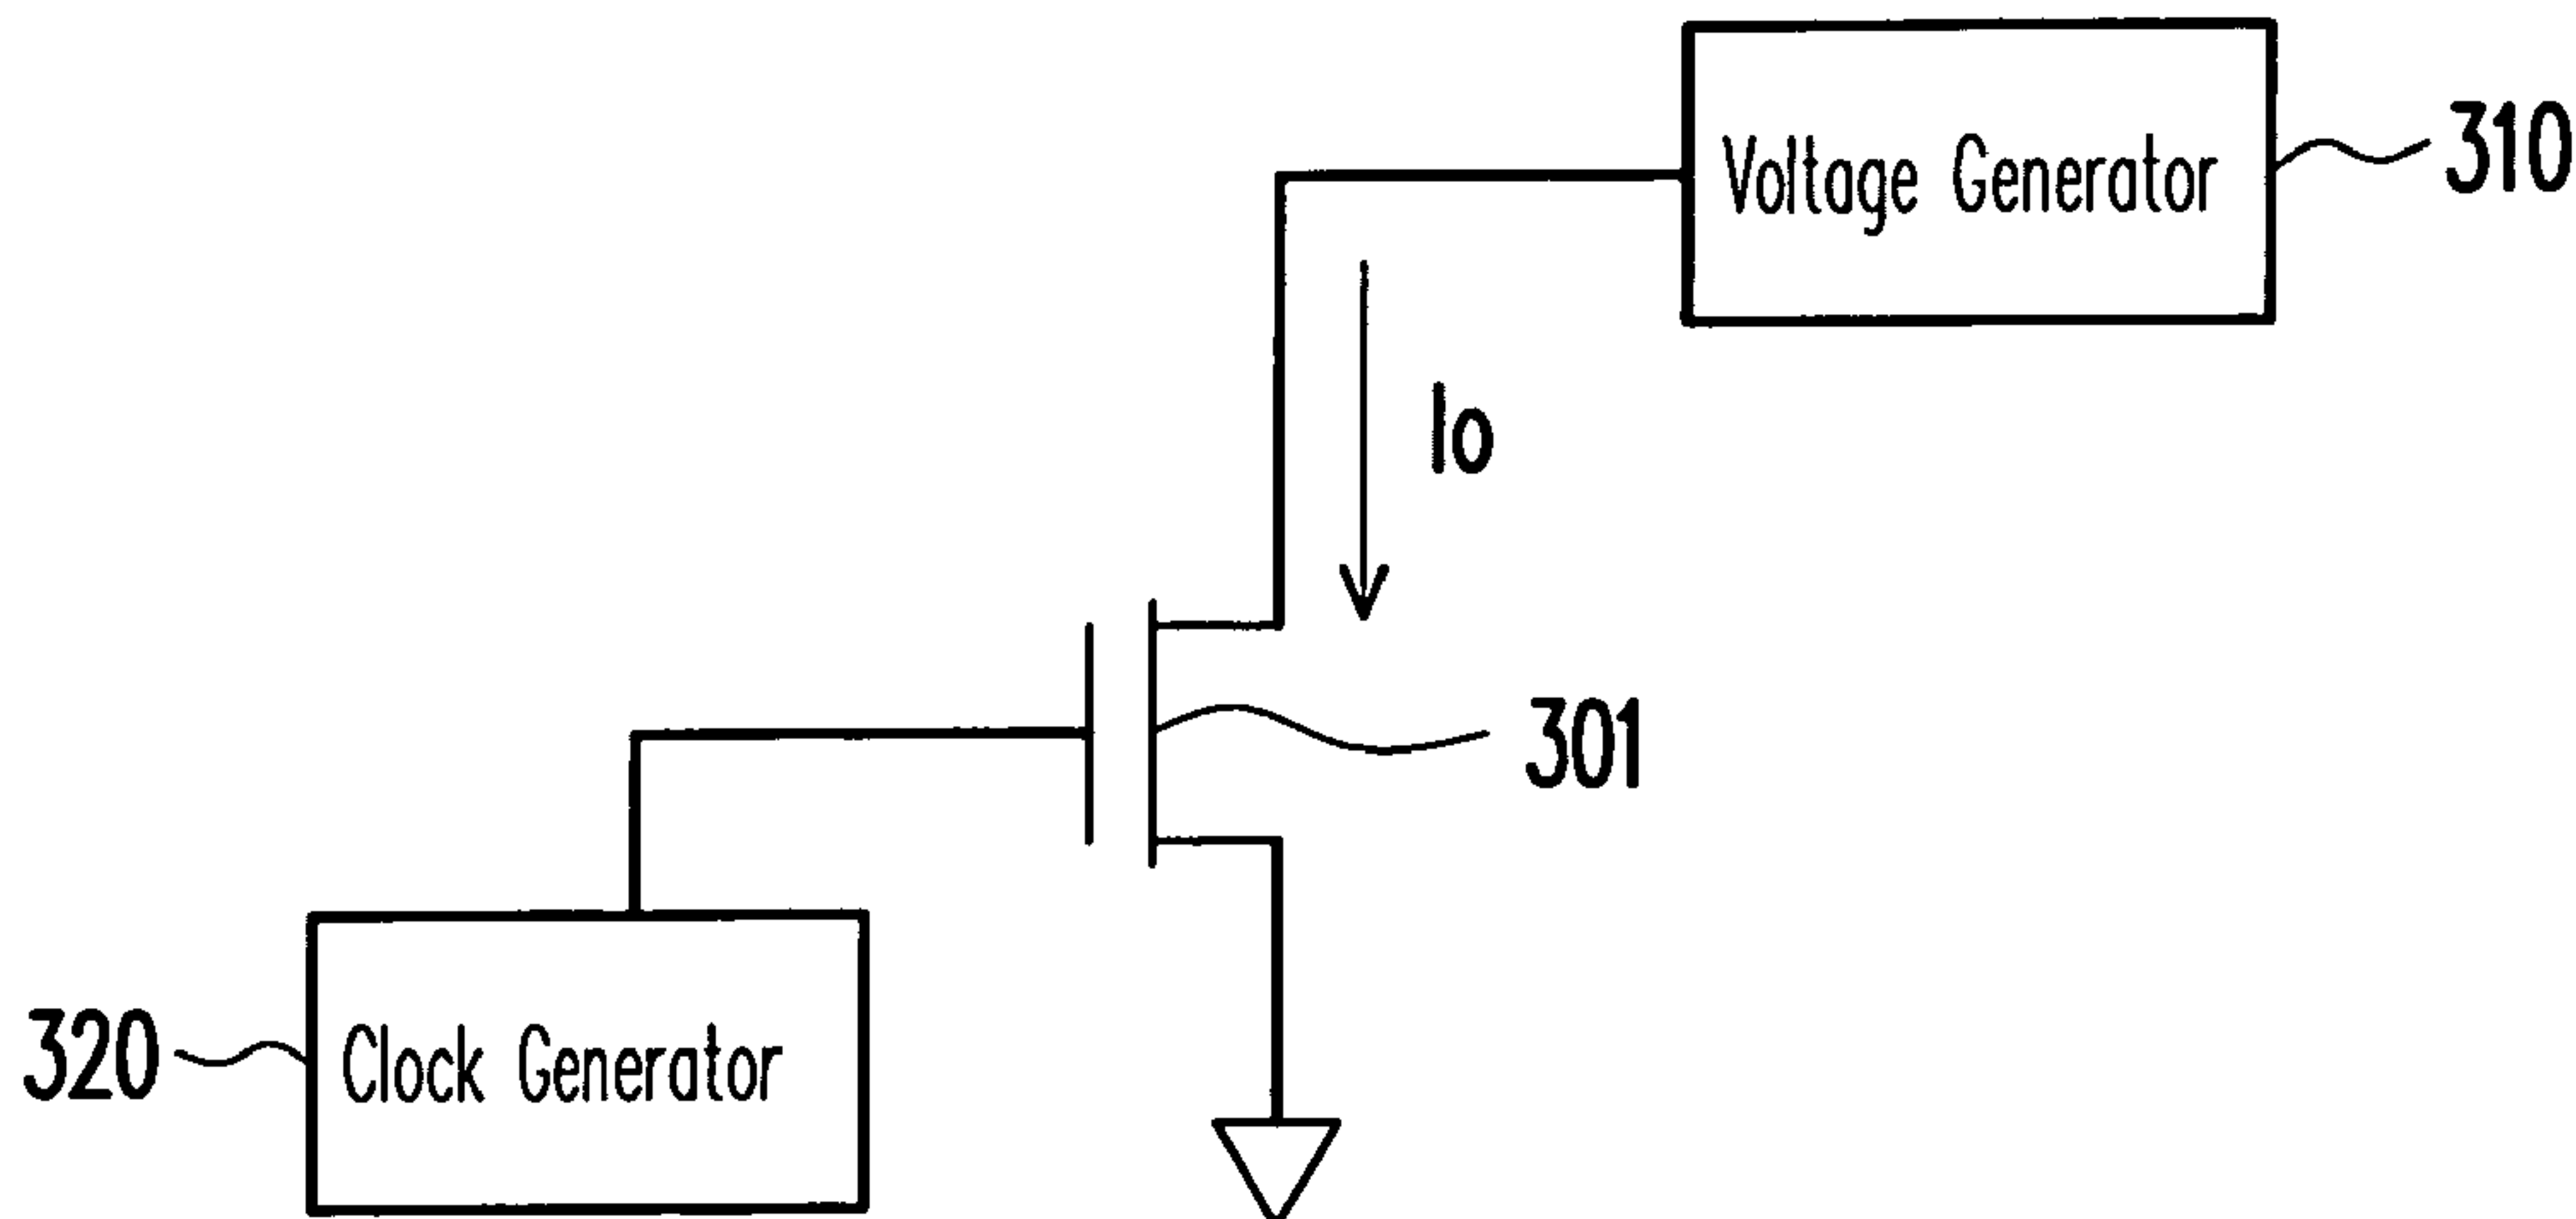 Voltage Generator
310
Io
301
320
Clock Generator